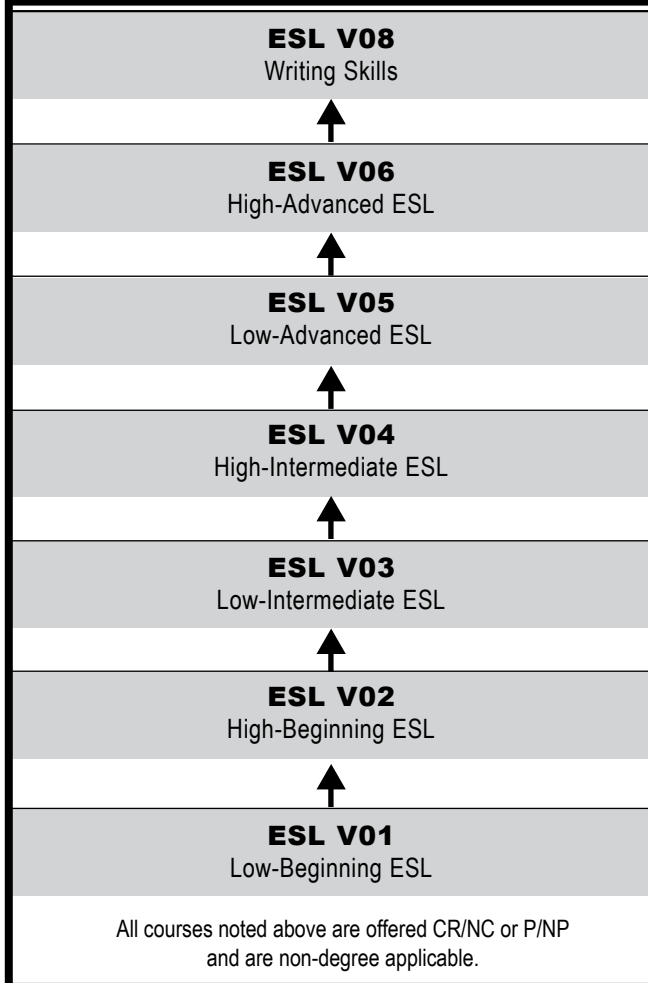 ESL V08
Writing Skills
ESL V06
High-Advanced ESL
ESL V05
Low-Advanced ESL
ESL V04
High-Intermediate ESL
ESL V03
Low-Intermediate ESL
ESL V02
High-Beginning ESL
ESL V01
Low-Beginning ESL
All courses noted above are offered CR/NC or P/NP
and are non-degree applicable.